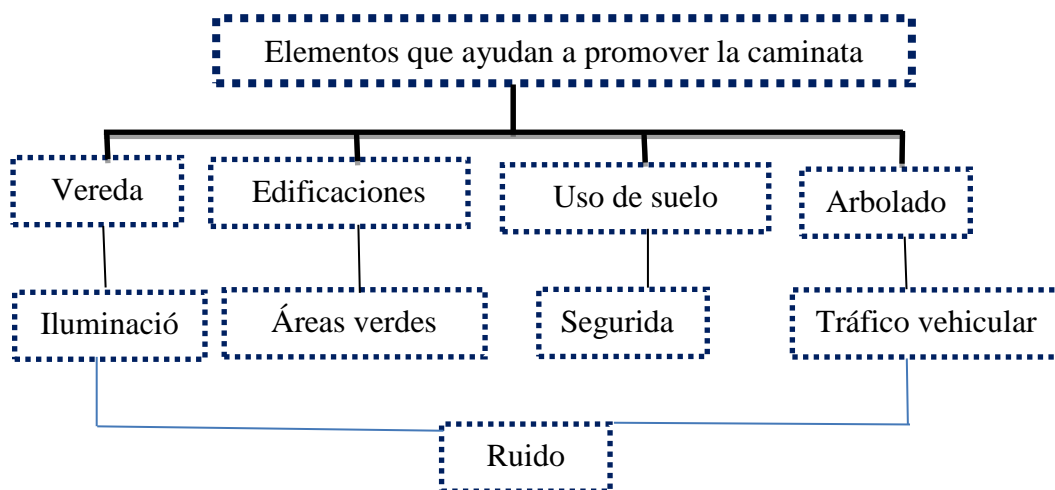 Elementos que ayudan a promover la caminata
Vereda
Edificaciones
Uso de suelo
Arbolado
Iluminació
Áreas verdes
Segurida
Tráfico vehicular
Ruido